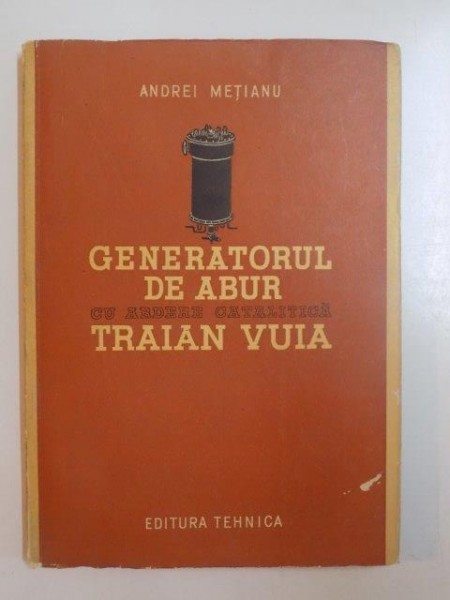 ANDREI MEȚIANU
GENERATORUL
DE ABUR
CU ARDERE CATALITICĂ
TRAIAN VUIA
EDITURA TEHNICA